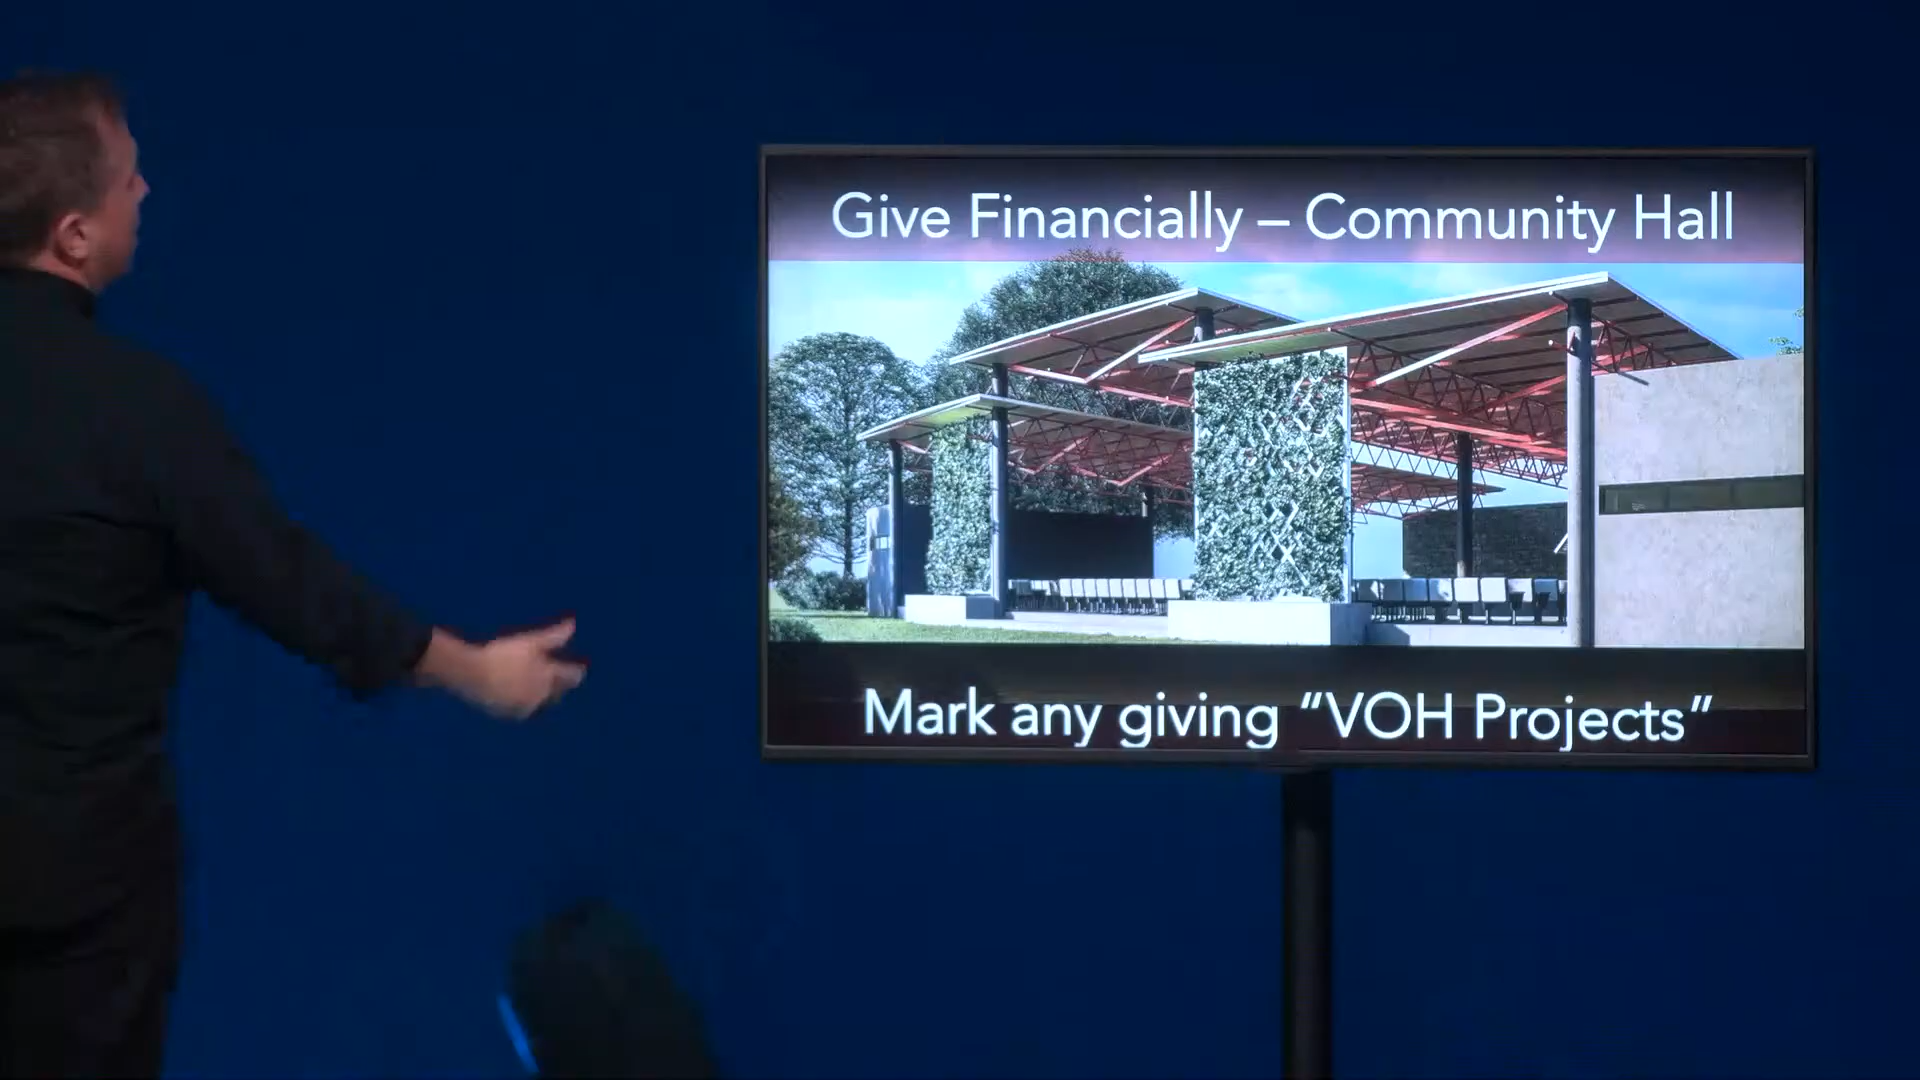 Give Financially – Community Hall
Mark any giving “VOH Projects”